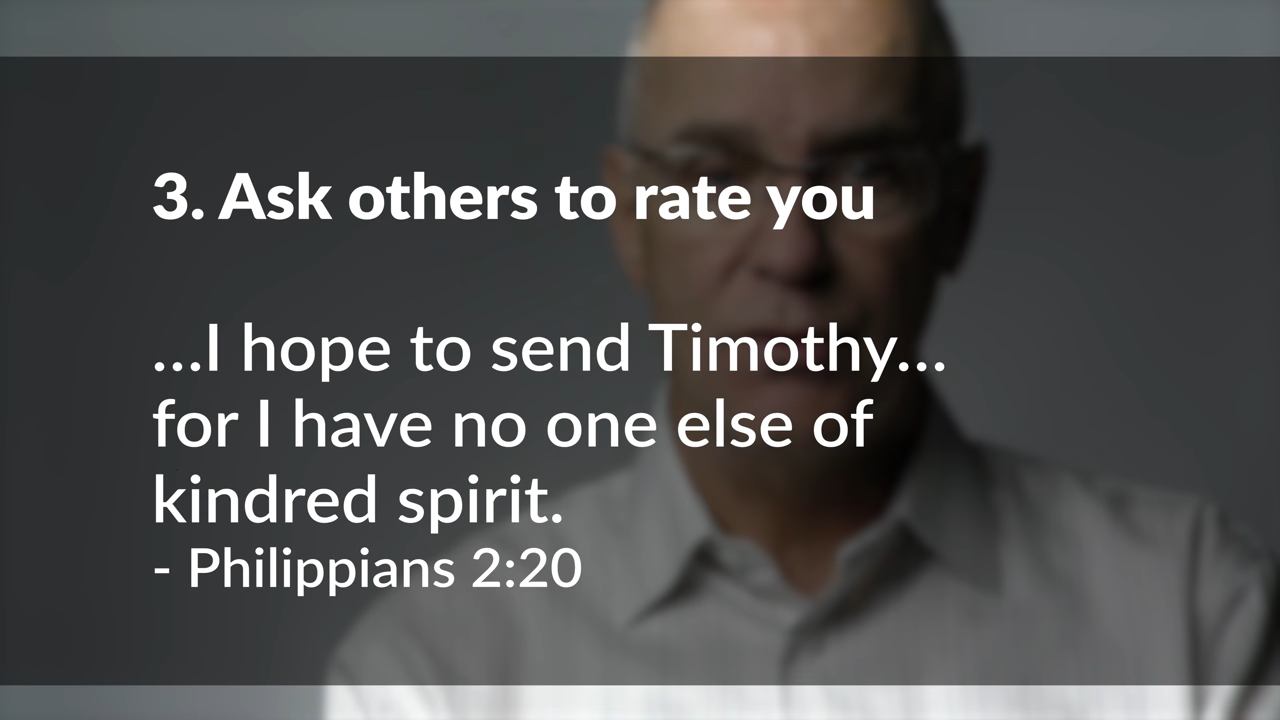 3. Ask others to rate you
...I hope to send Timothy...
for I have no one else of
kindred spirit.
- Philippians 2:20